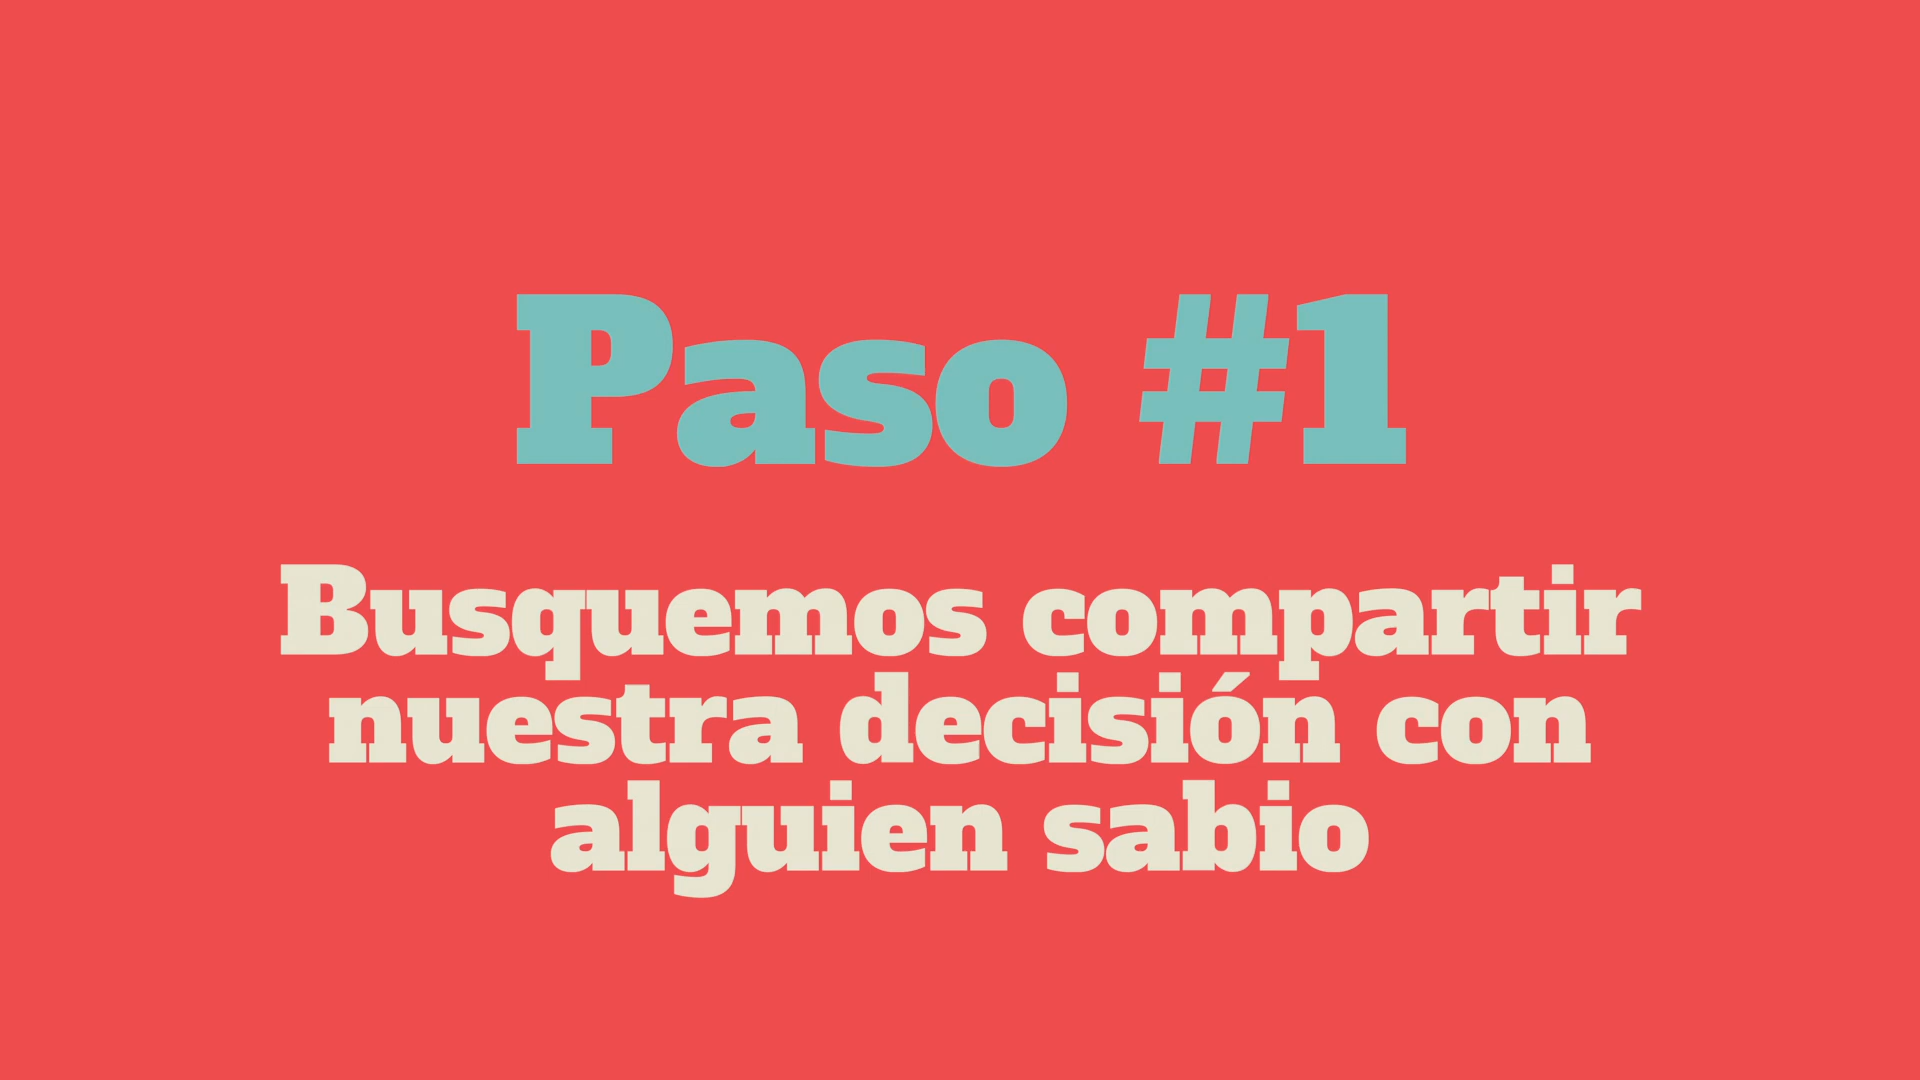 Paso #1
Busquemos compartir
nuestra decisión con
alguien sabio